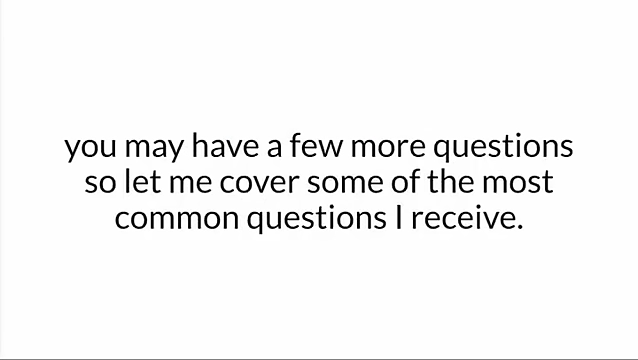 you may have a few more questions
so let me cover some of the most
common questions I receive.